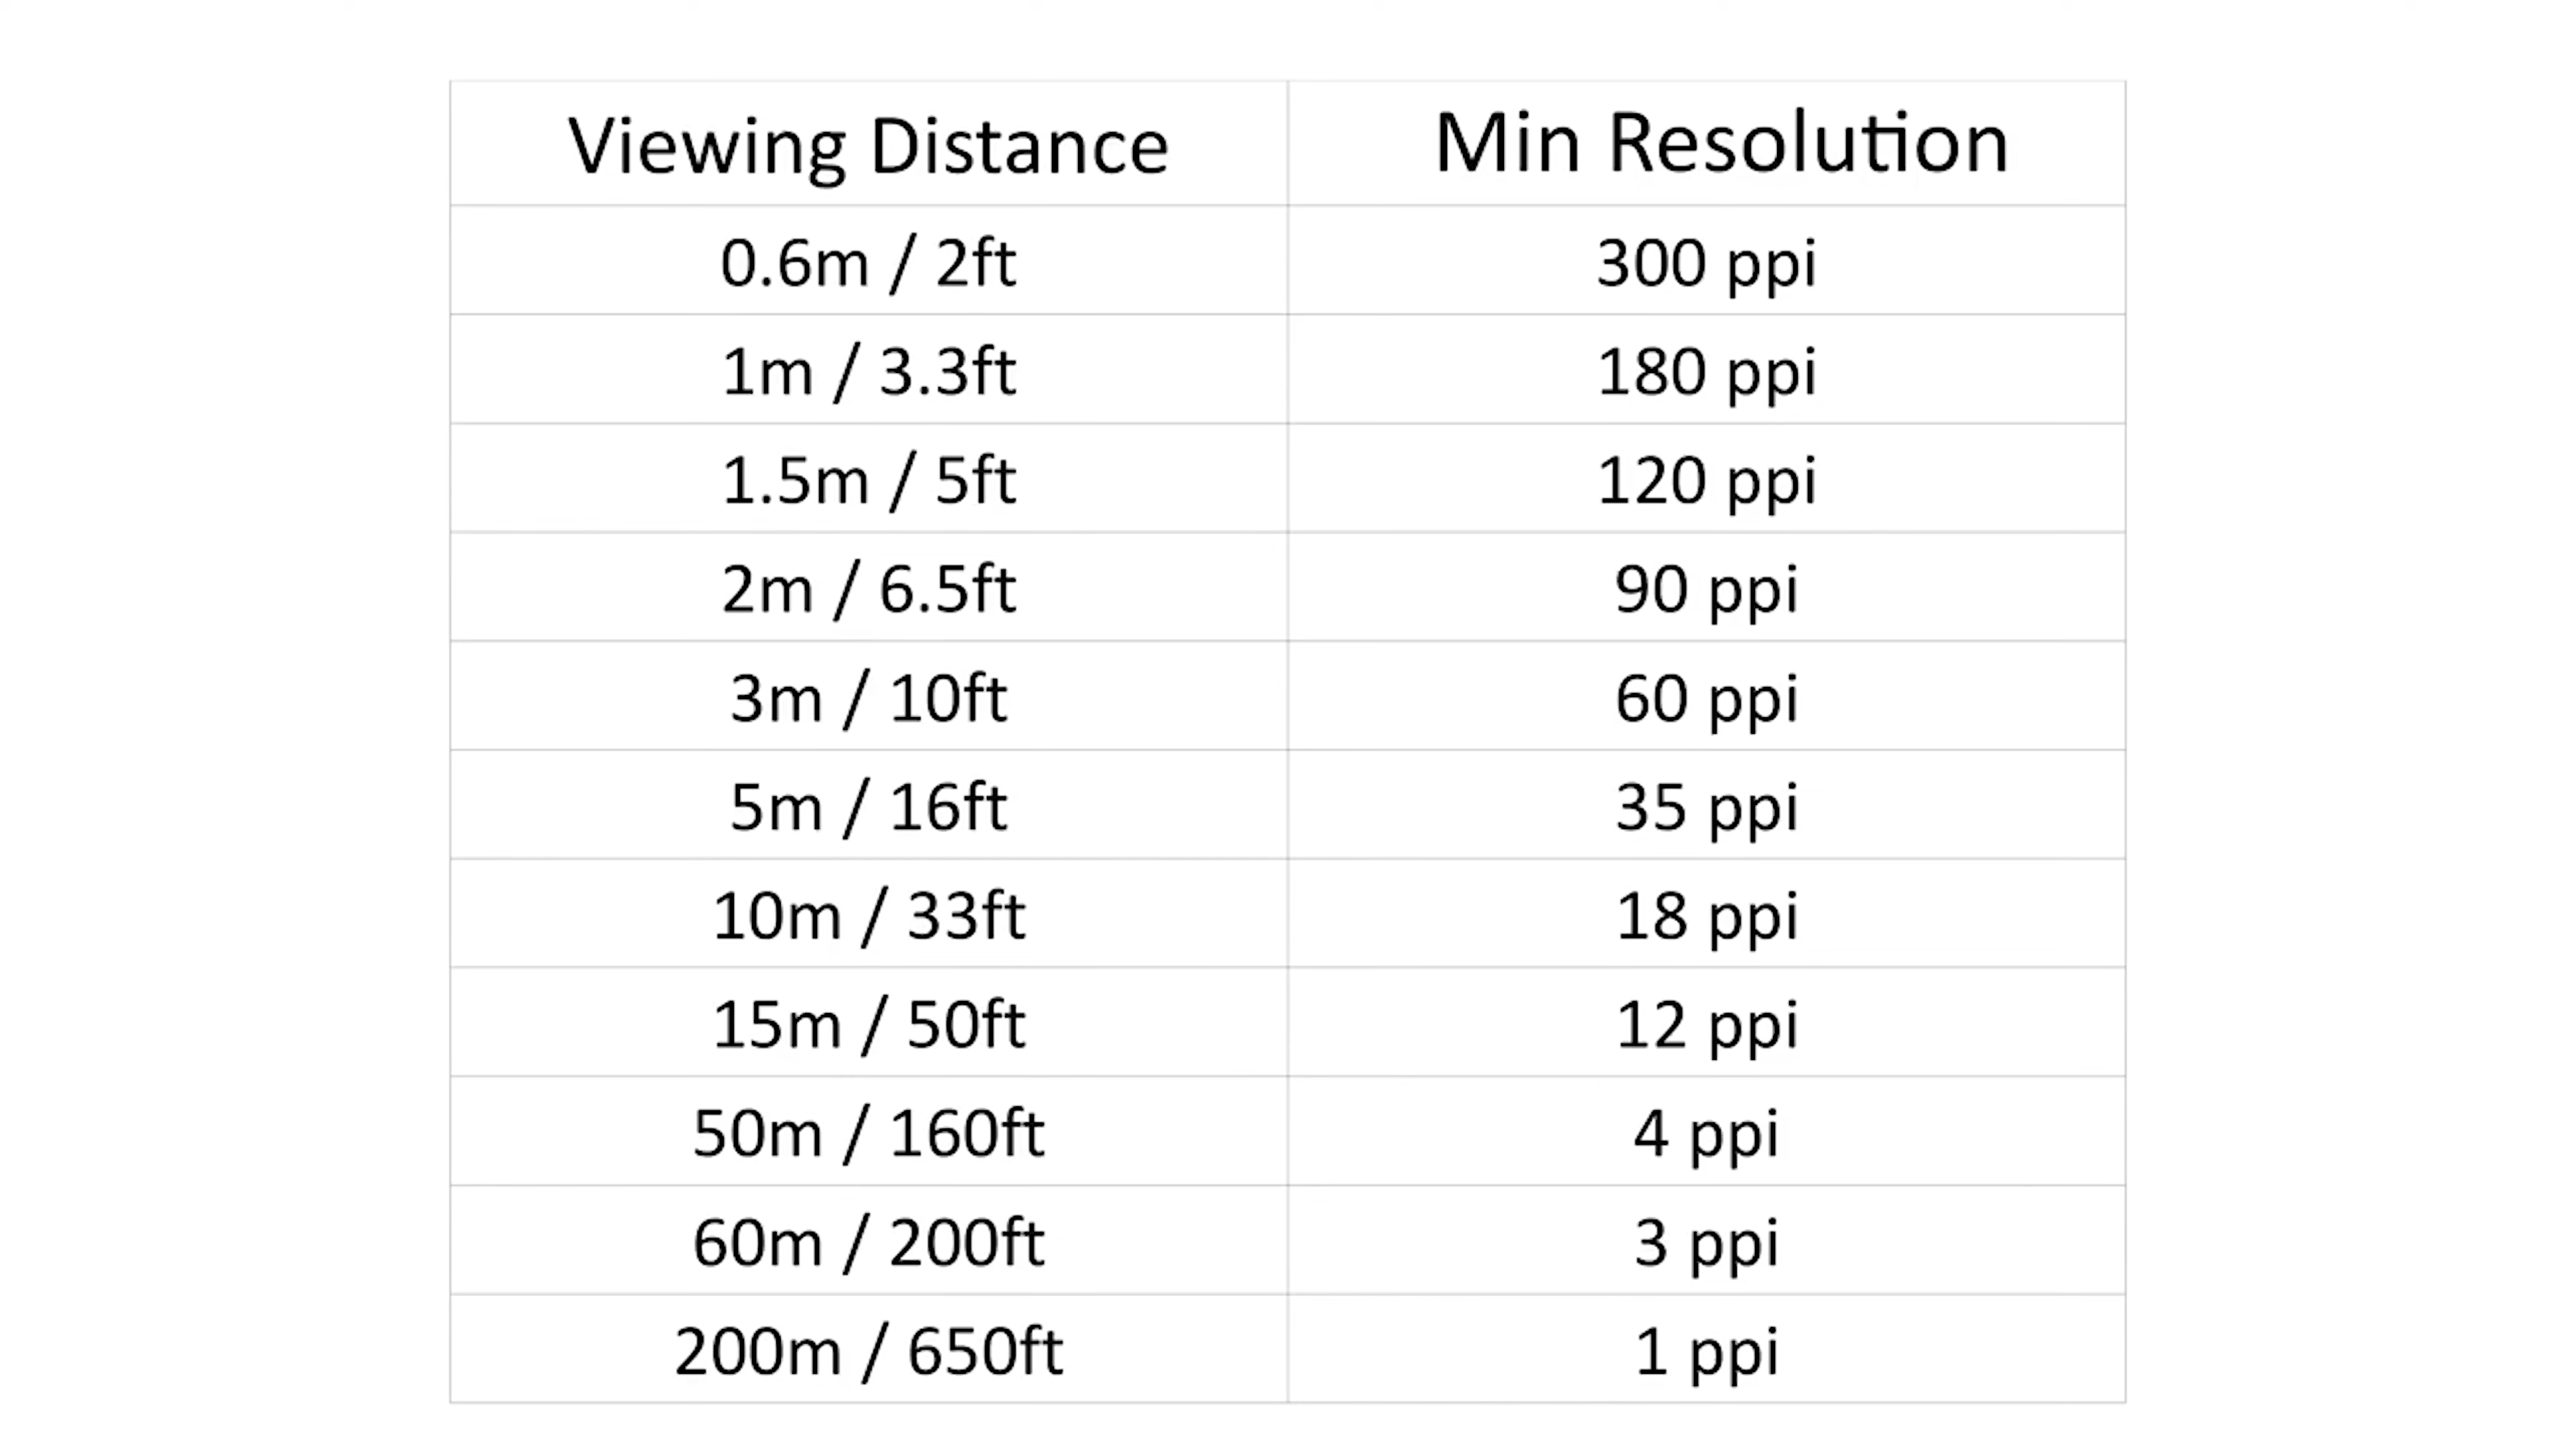 Viewing Distance Min Resolution
0.6m / 2ft 300 ppi
1m / 3.3ft 180 ppi
1.5m / 5ft 120 ppi
2m / 6.5ft 90 ppi
3m / 10ft 60 ppi
5m / 16ft 35 ppi
10m / 33ft 18 ppi
15m / 50ft 12 ppi
50m / 160ft 4 ppi
60m / 200ft 3 ppi
200m / 650ft 1 ppi